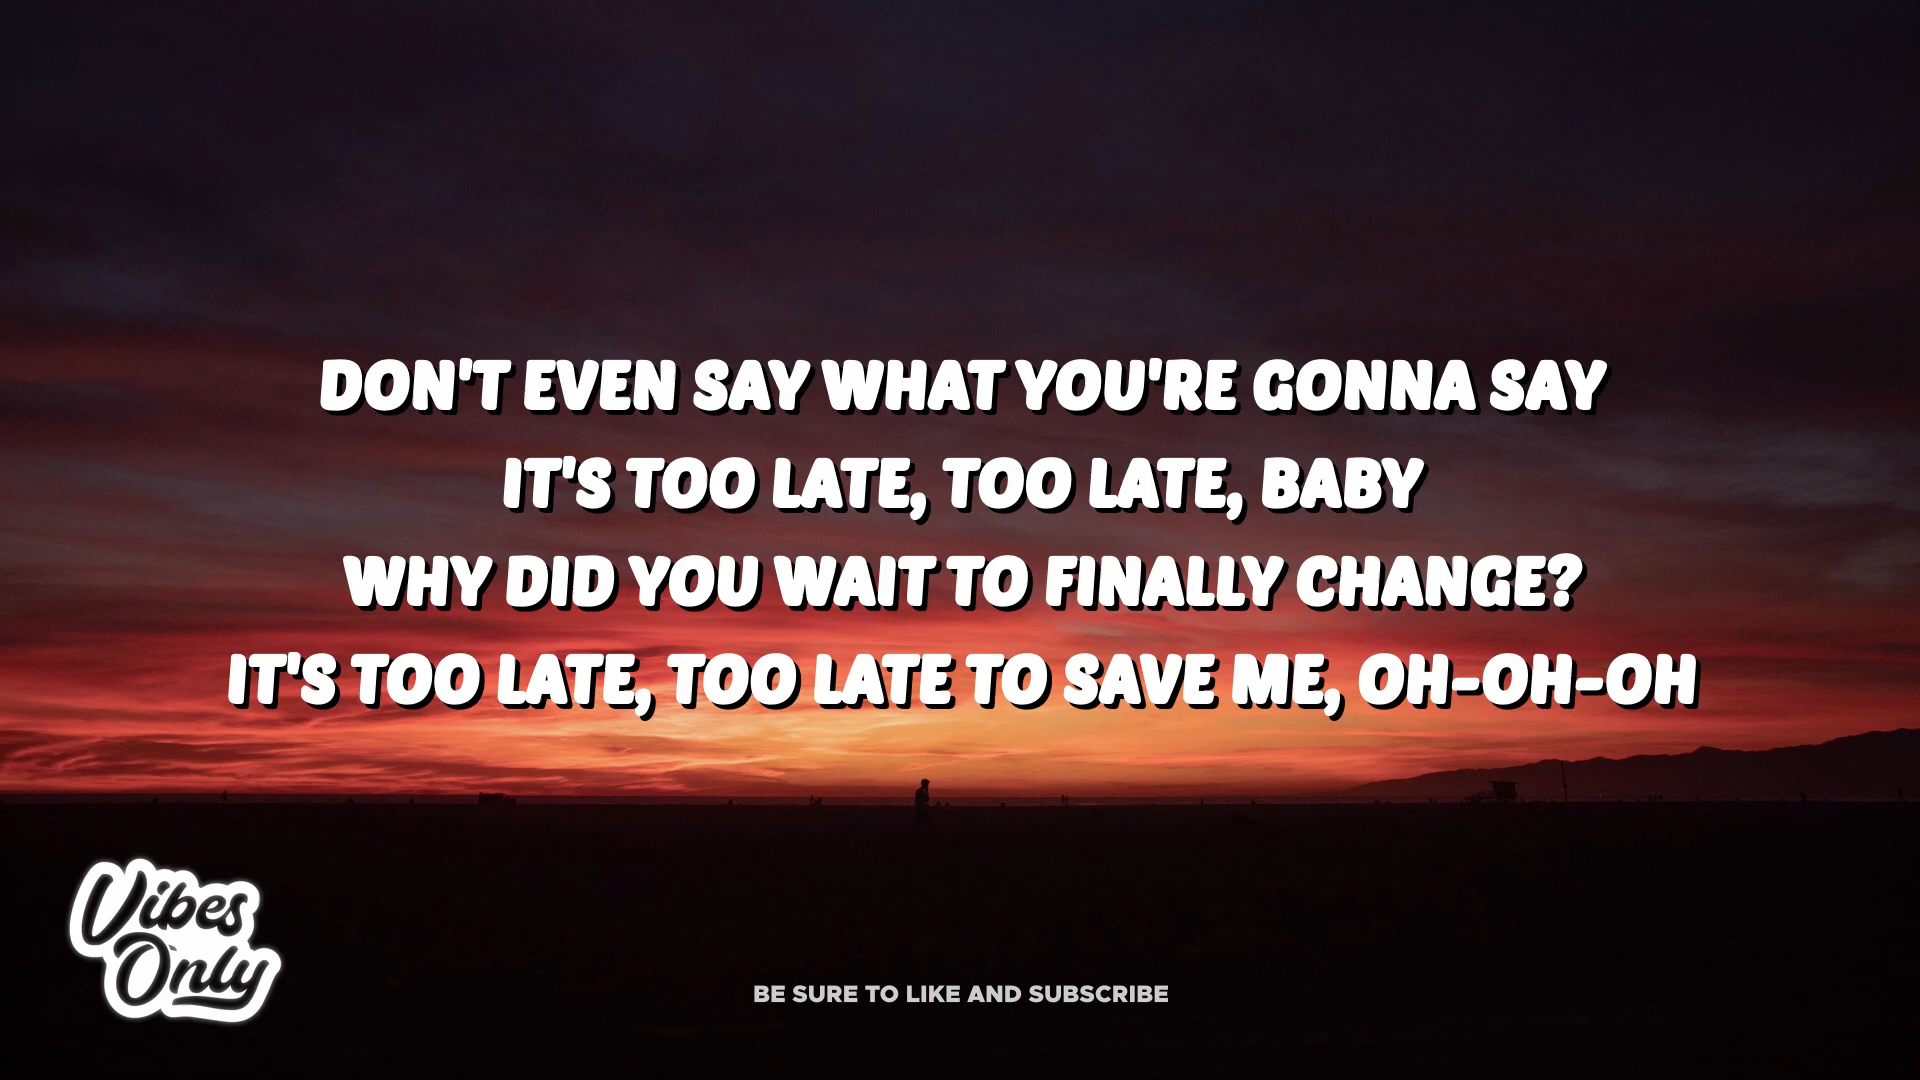 DON'T EVEN SAY WHAT YOU'RE GONNA SAY
IT'S TOO LATE, TOO LATE, BABY
WHY DID YOU WAIT TO FINALLY CHANGE?
IT'S TOO LATE, TOO LATE TO SAVE ME, OH-OH-OH
Vibes
Only
BE SURE TO LIKE AND SUBSCRIBE